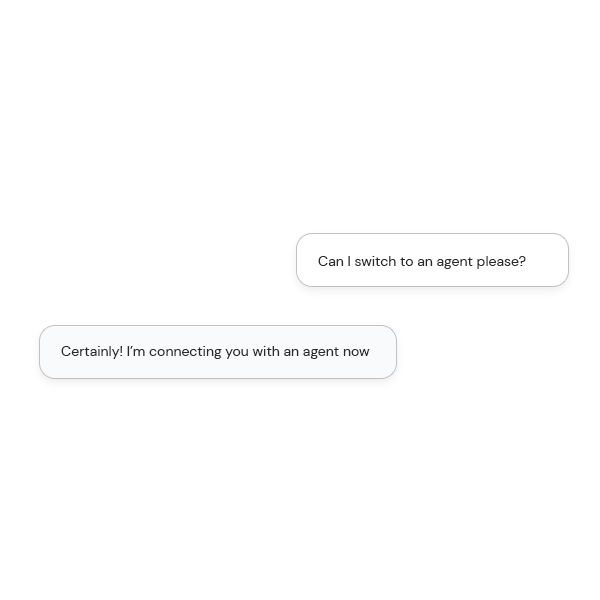 Can I switch to an agent please?
Certainly! I’m connecting you with an agent now